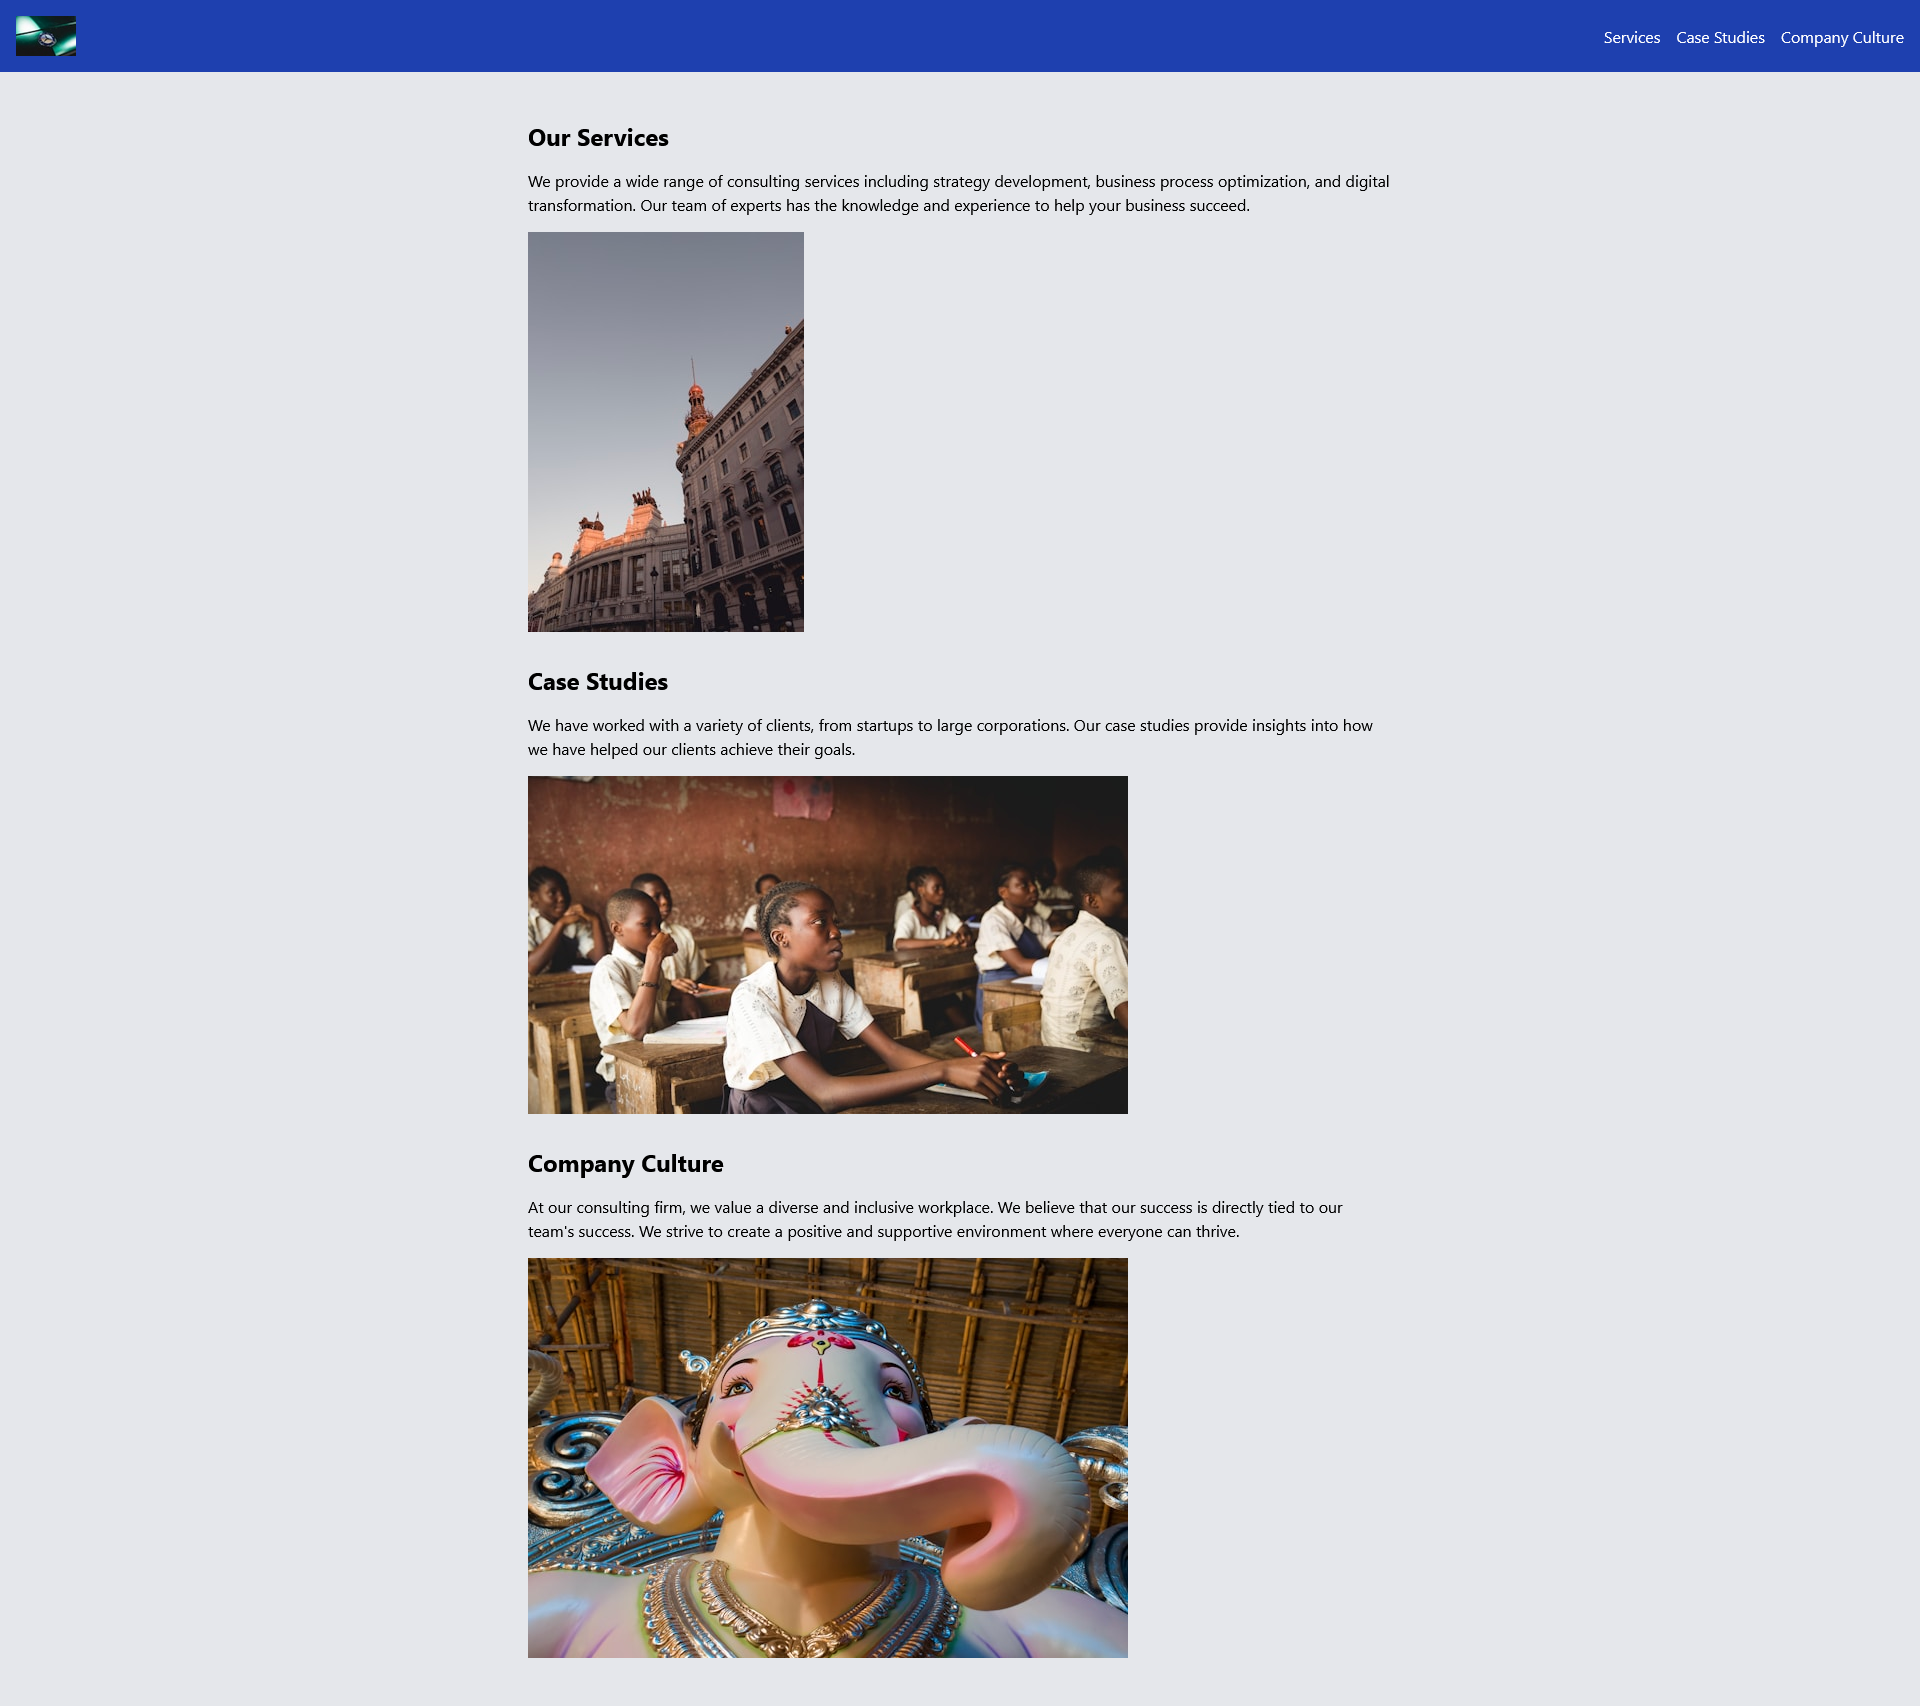 Services Case Studies Company Culture
Our Services
We provide a wide range of consulting services including strategy development, business process optimization, and digital
transformation. Our team of experts has the knowledge and experience to help your business succeed.
Case Studies
We have worked with a variety of clients, from startups to large corporations. Our case studies provide insights into how
we have helped our clients achieve their goals.
Company Culture
At our consulting firm, we value a diverse and inclusive workplace. We believe that our success is directly tied to our
team's success. We strive to create a positive and supportive environment where everyone can thrive.